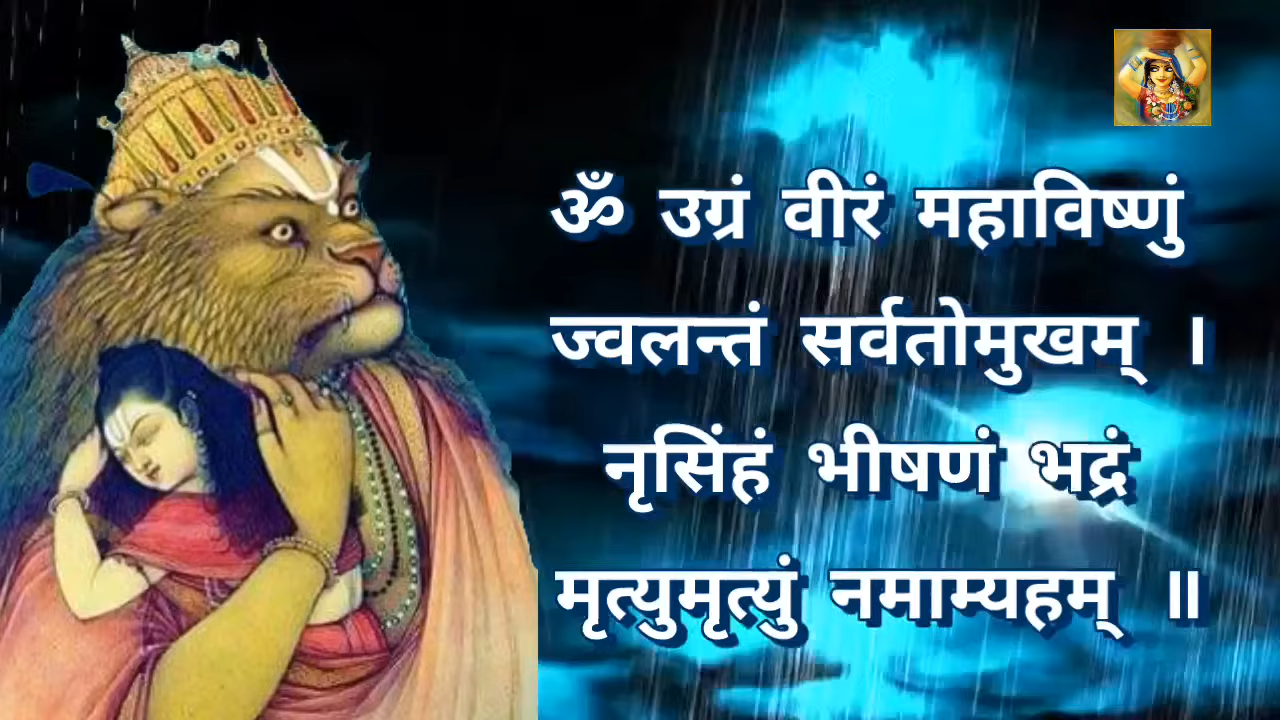 ॐ उग्रं वीरं महाविष्णुं
ज्वलन्तं सर्वतोमुखम् ।
नृसिंहं भीषणं भद्रं
मृत्युमृत्युं नमाम्यहम् ॥